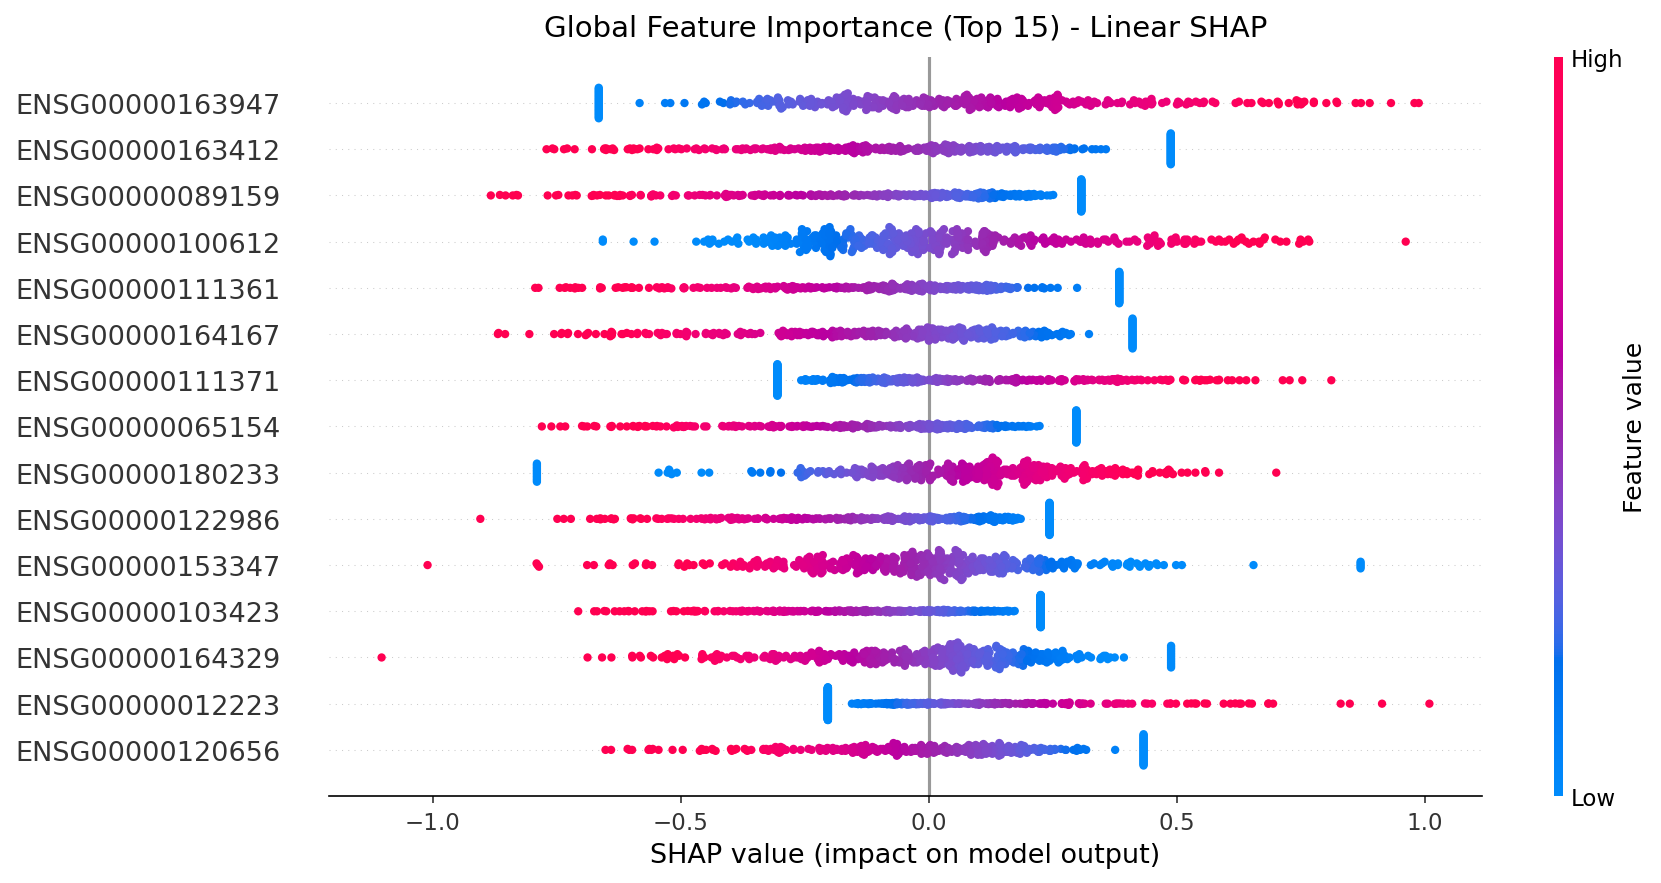 Global Feature Importance (Top 15) - Linear SHAP
High
ENSG00000163947
ENSG00000163412
ENSG00000089159
ENSG00000100612
ENSG00000111361
ENSG00000164167
ENSG00000111371
ENSG00000065154
ENSG00000180233
ENSG00000122986
ENSG00000153347
ENSG00000103423
ENSG00000164329
ENSG00000012223
ENSG00000120656
Feature value
Low
−1.0 −0.5 0.0 0.5 1.0
SHAP value (impact on model output)